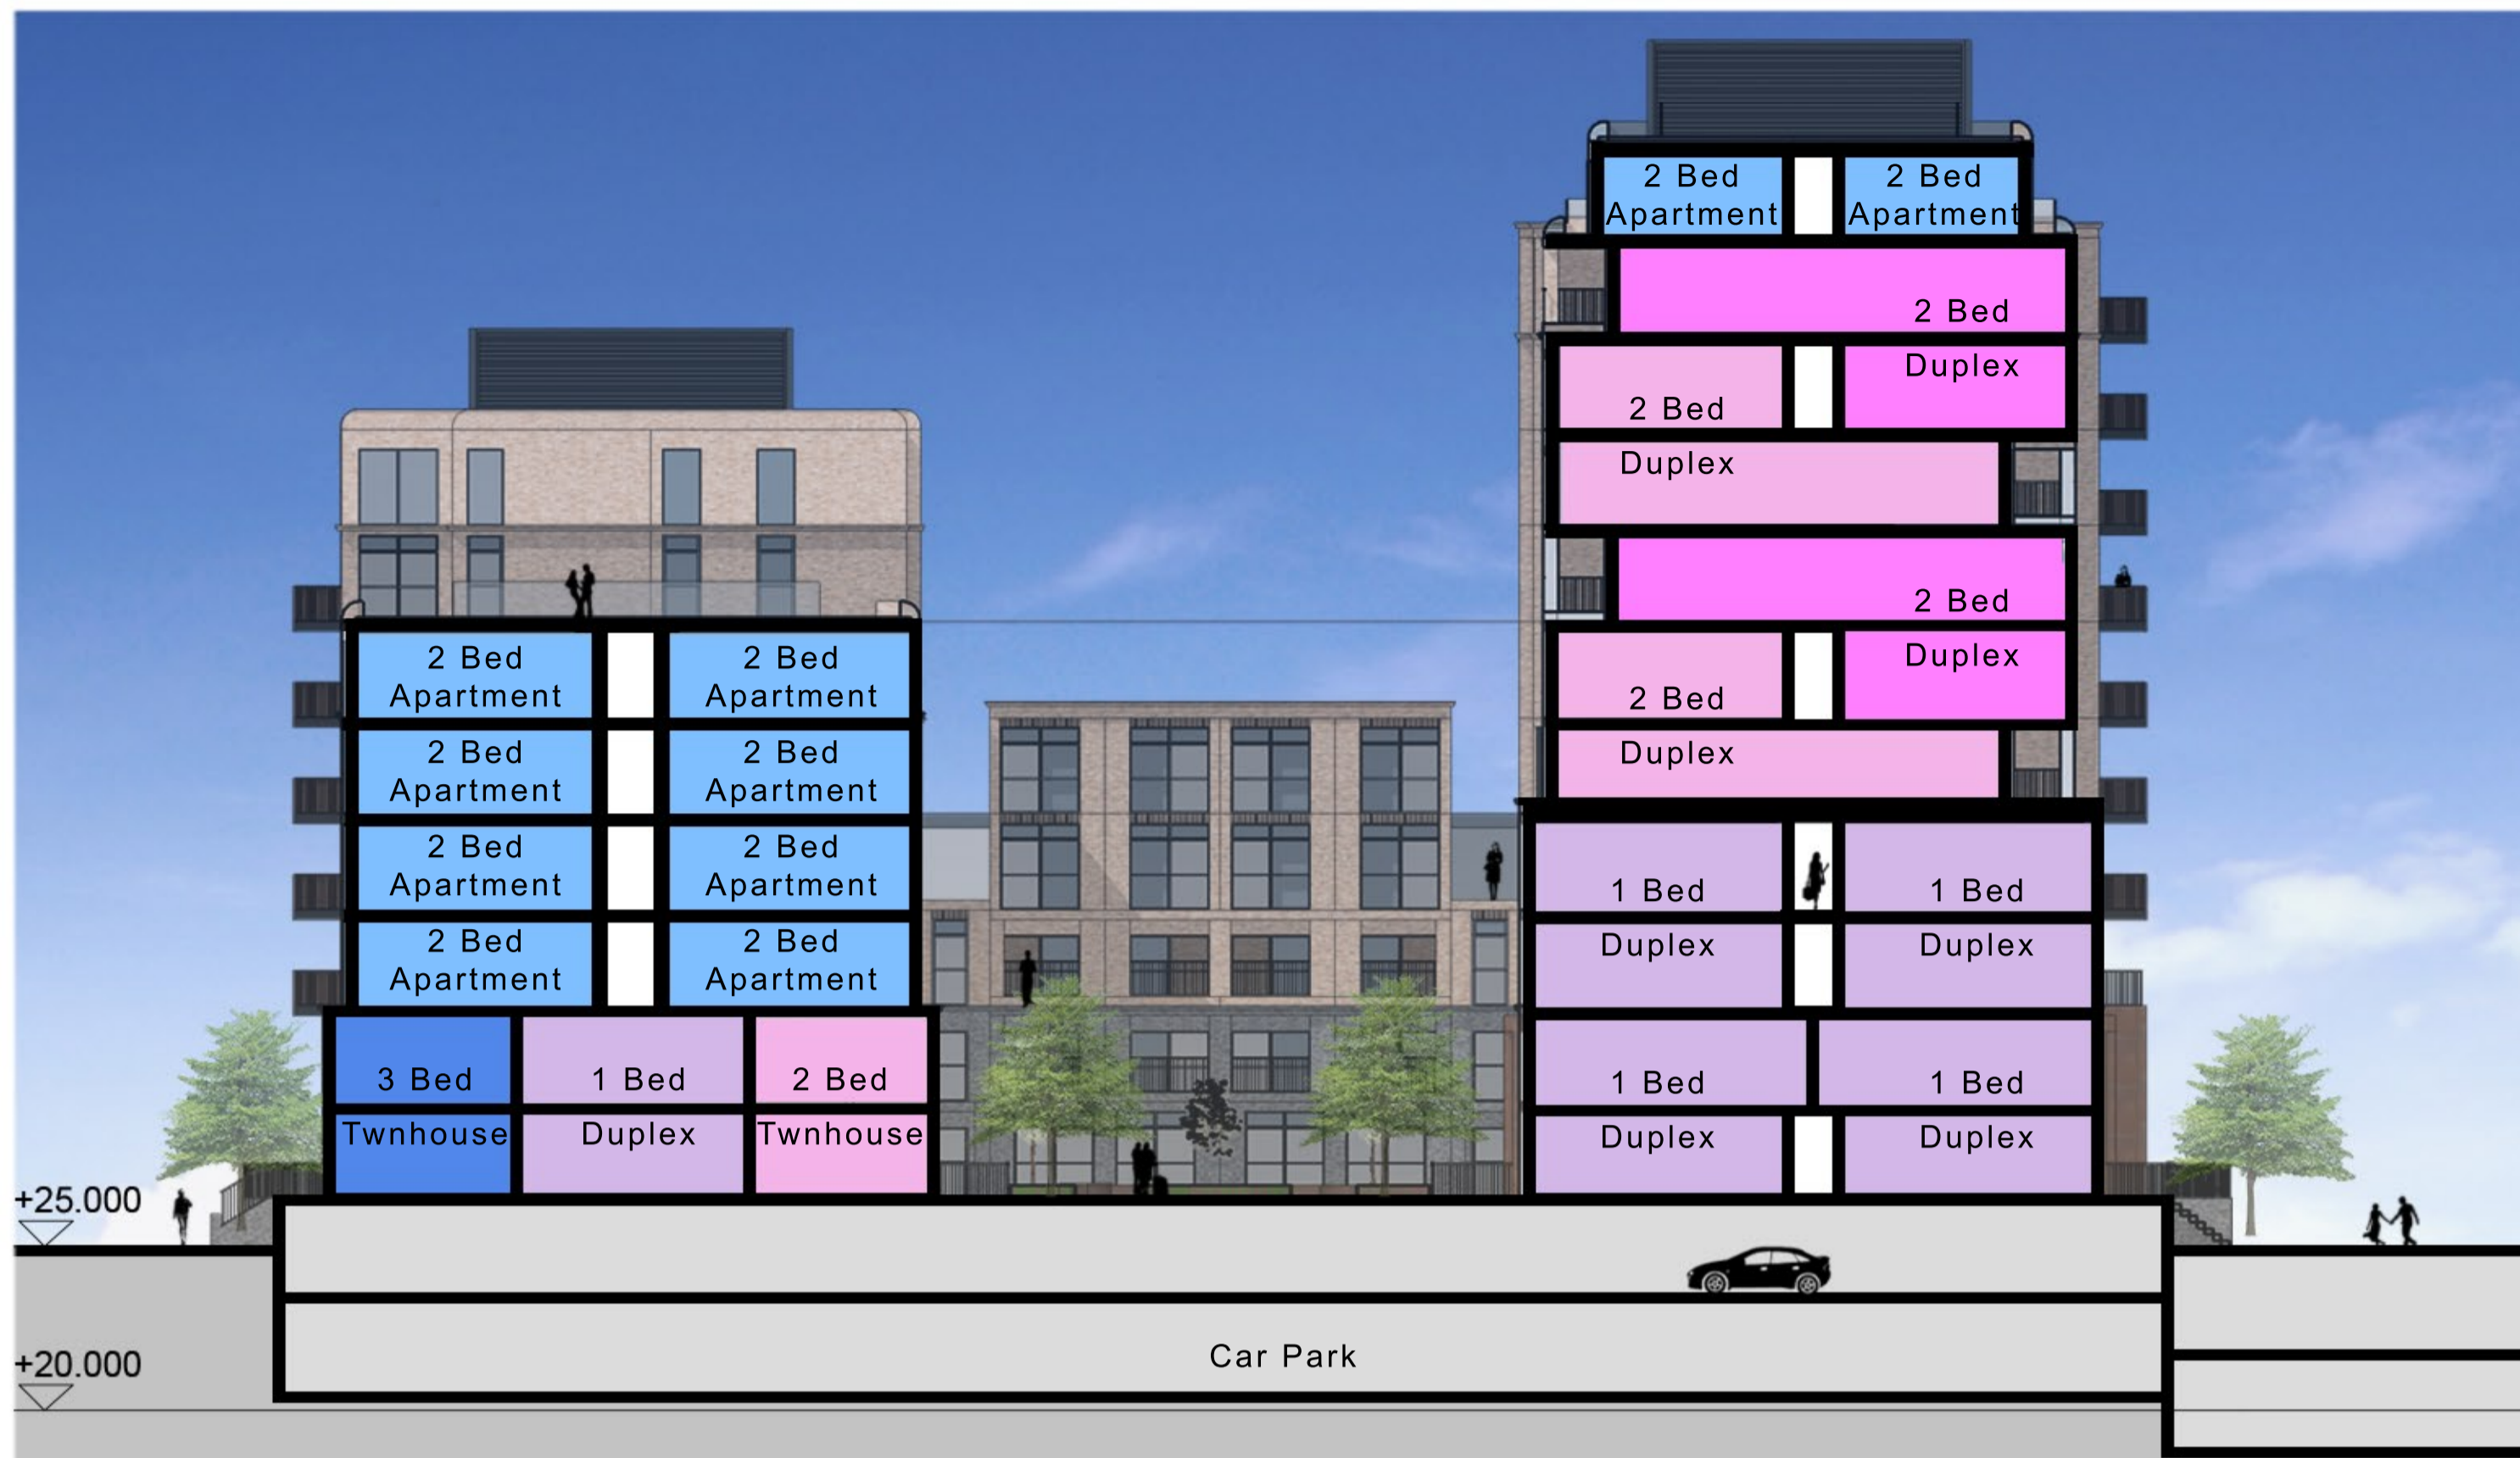 2 Bed
Apartment
2 Bed
Apartment
2 Bed
Duplex
2 Bed
Duplex
2 Bed
Duplex
2 Bed
Duplex
2 Bed
Apartment
2 Bed
Apartment
2 Bed
Apartment
2 Bed
Apartment
2 Bed
Apartment
2 Bed
Apartment
2 Bed
Apartment
2 Bed
Apartment
1 Bed
Duplex
1 Bed
Duplex
3 Bed
Twnhouse
1 Bed
Duplex
2 Bed
Twnhouse
1 Bed
Duplex
1 Bed
Duplex
+25.000
+20.000
Car Park